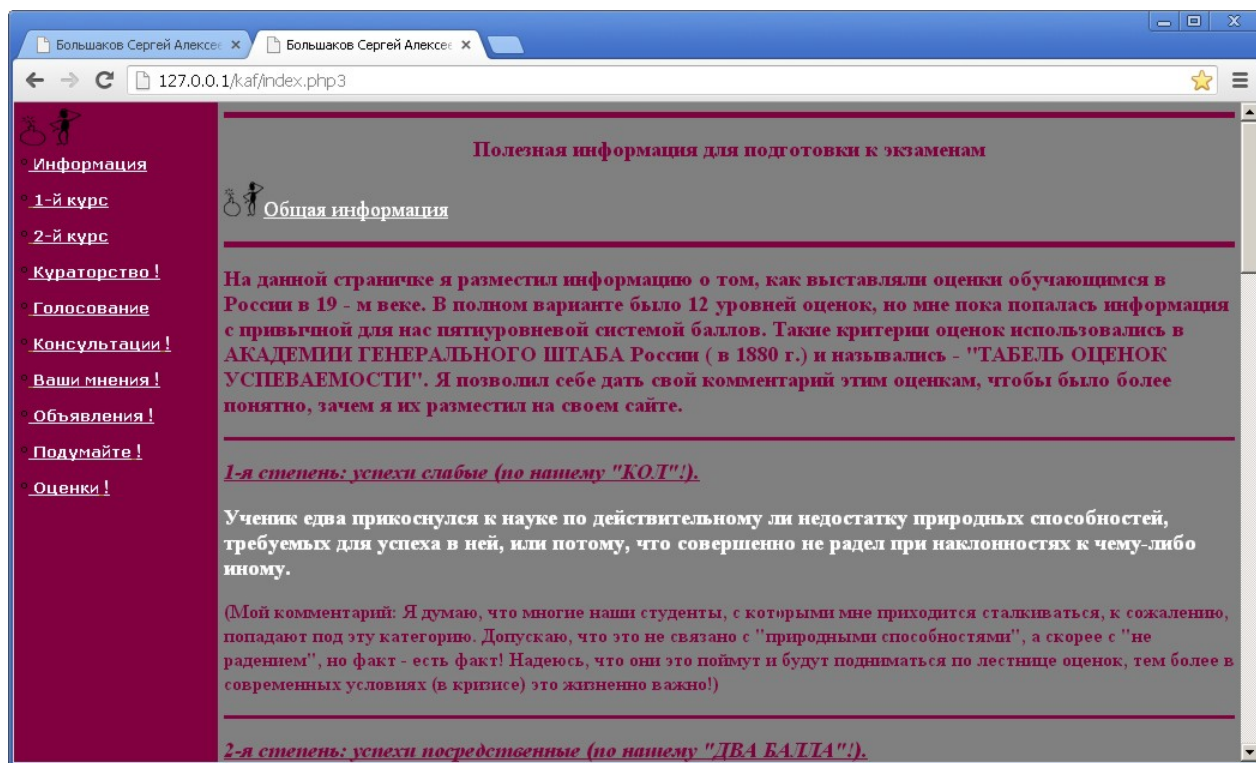 Большаков Сергей Алексее
Большаков Сергей Алексее
127.0.0.1/kaf/index.php3
Информация
1-й курс
2-й курс
Кураторство !
Голосование
Консультации !
Ваши мнения !
Объявления !
Подумайте !
Оценки !
Полезная информация для подготовки к экзаменам
Общая информация
На данной страничке я разместил информацию о том, как выставляли оценки обучающимся в
России в 19 - м веке. В полном варианте было 12 уровней оценок, но мне пока попалась информация
с привычной для нас пятиуровневой системой баллов. Такие критерии оценок использовались в
АКАДЕМИИ ГЕНЕРАЛЬНОГО ШТАБА России ( в 1880 г.) и назывались - "ТАБЕЛЬ ОЦЕНОК
УСПЕВАЕМОСТИ". Я позволил себе дать свой комментарий этим оценкам, чтобы было более
понятно, зачем я их разместил на своем сайте.
1-я степень: успехи слабые (по нашему "КОЛ"!).
Ученик едва прикоснулся к науке по действительному ли недостатку природных способностей,
требуемых для успеха в ней, или потому, что совершенно не радел при наклонностях к чему-либо
иному.
(Мой комментарий: Я думаю, что многие наши студенты, с которыми мне приходится сталкиваться, к сожалению,
попадают под эту категорию. Допускаю, что это не связано с "природными способностями", а скорее с "не
радением", но факт - есть факт! Надеюсь, что они это поймут и будут подниматься по лестнице оценок, тем более в
современных условиях (в кризисе) это жизненно важно!)
2-я степень: успехи посредственные (по нашему "ДВА БАЛЛА"!).